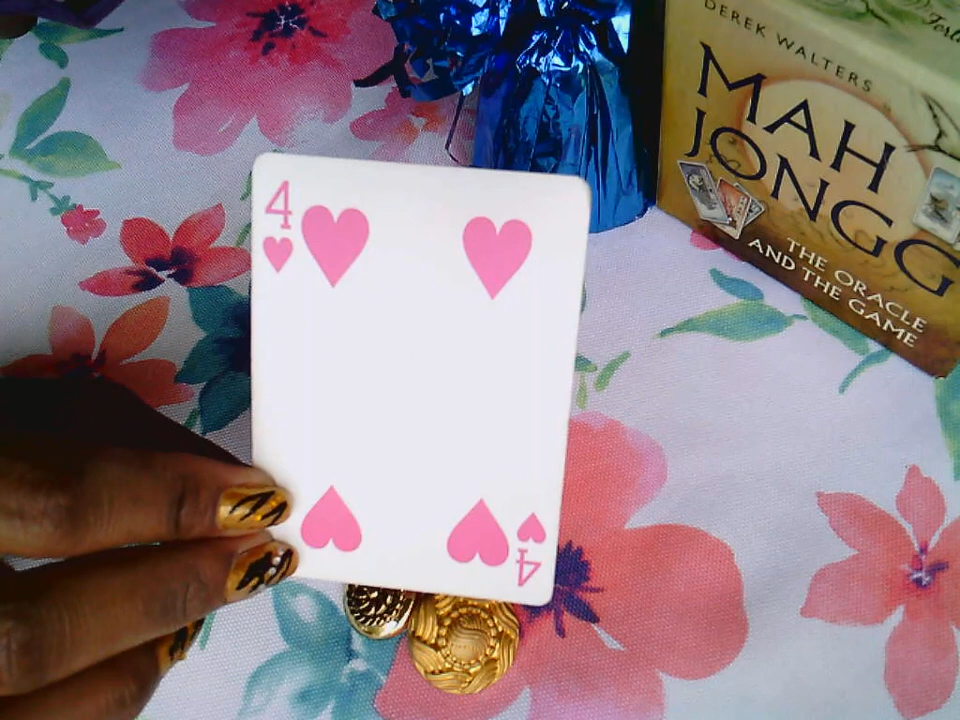 4
4
DEREK WALTERS
MAH
JONGG
THE ORACLE
AND THE GAME